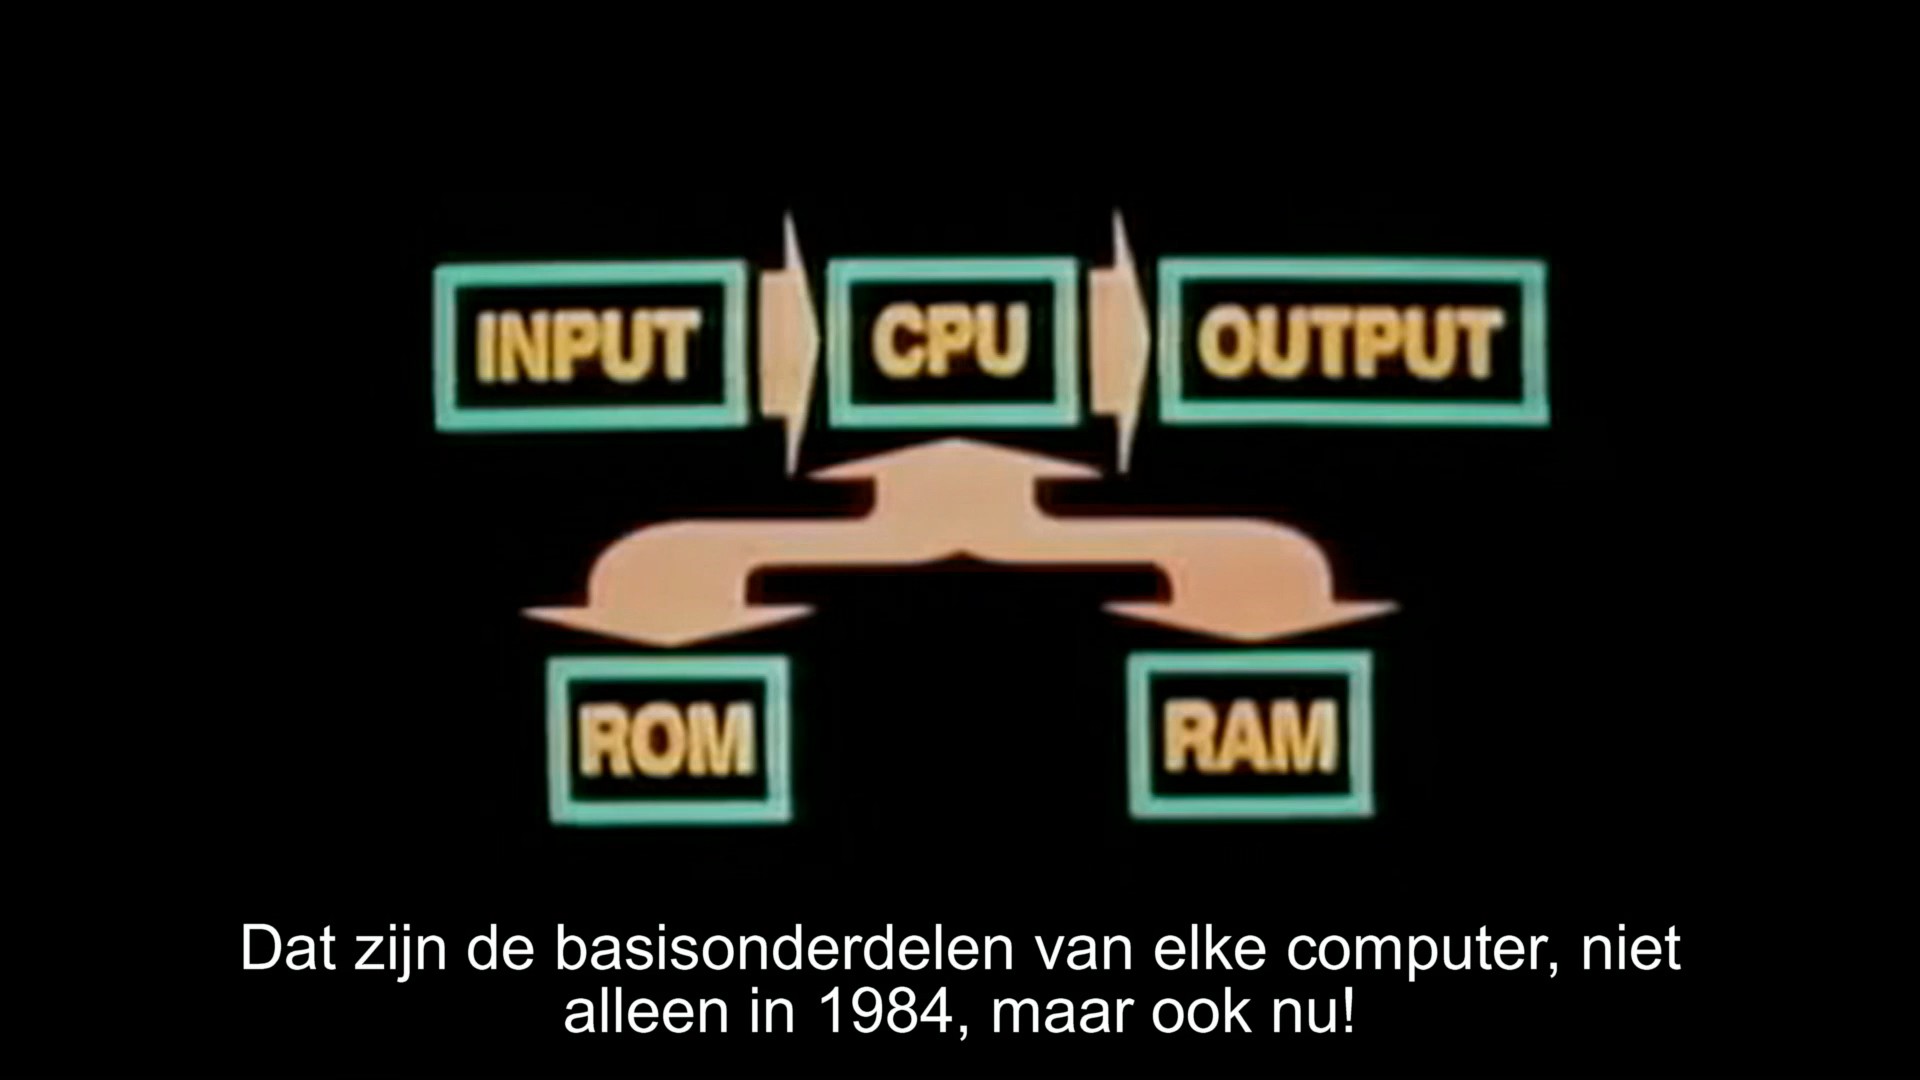 INPUT CPU OUTPUT
ROM RAM
Dat zijn de basisonderdelen van elke computer, niet
alleen in 1984, maar ook nu!